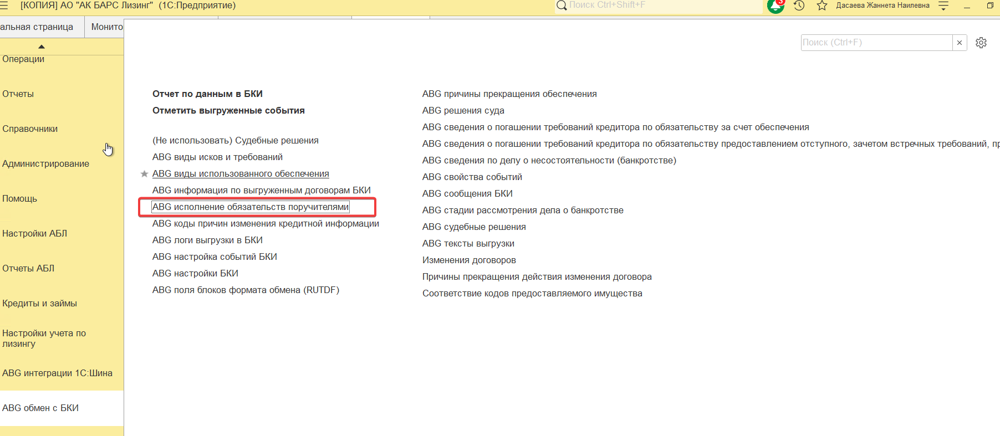 [КОПИЯ] АО "АК БАРС Лизинг" (1С:Предприятие)
Поиск Ctrl+Shift+F
3
Дасаева Жаннета Наилевна
альная страница
Монито
Поиск (Ctrl+F)
Операции
Отчеты
Справочники
Администрирование
Помощь
Настройки АБЛ
Отчеты АБЛ
Кредиты и займы
Настройки учета по
лизингу
ABG интеграции 1С:Шина
ABG обмен с БКИ
Отчет по данным в БКИ
Отметить выгруженные события
(Не использовать) Судебные решения
ABG виды исков и требований
ABG виды использованного обеспечения
ABG информация по выгруженным договорам БКИ
ABG исполнение обязательств поручителями
ABG коды причин изменения кредитной информации
ABG логи выгрузки в БКИ
ABG настройка событий БКИ
ABG настройки БКИ
ABG поля блоков формата обмена (RUTDF)
ABG причины прекращения обеспечения
ABG решения суда
ABG сведения о погашении требований кредитора по обязательству за счет обеспечения
ABG сведения о погашении требований кредитора по обязательству предоставлением отступного, зачетом встречных требований, пр
ABG сведения по делу о несостоятельности (банкротстве)
ABG свойства событий
ABG сообщения БКИ
ABG стадии рассмотрения дела о банкротстве
ABG судебные решения
ABG тексты выгрузки
Изменения договоров
Причины прекращения действия изменения договора
Соответствие кодов предоставляемого имущества